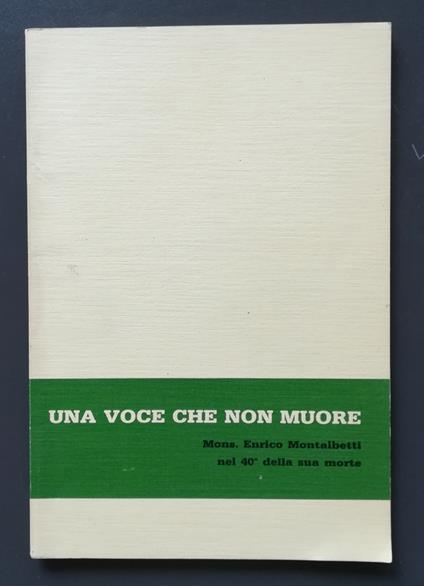 UNA VOCE CHE NON MUORE
Mons. Enrico Montalbetti
nel 40° della sua morte